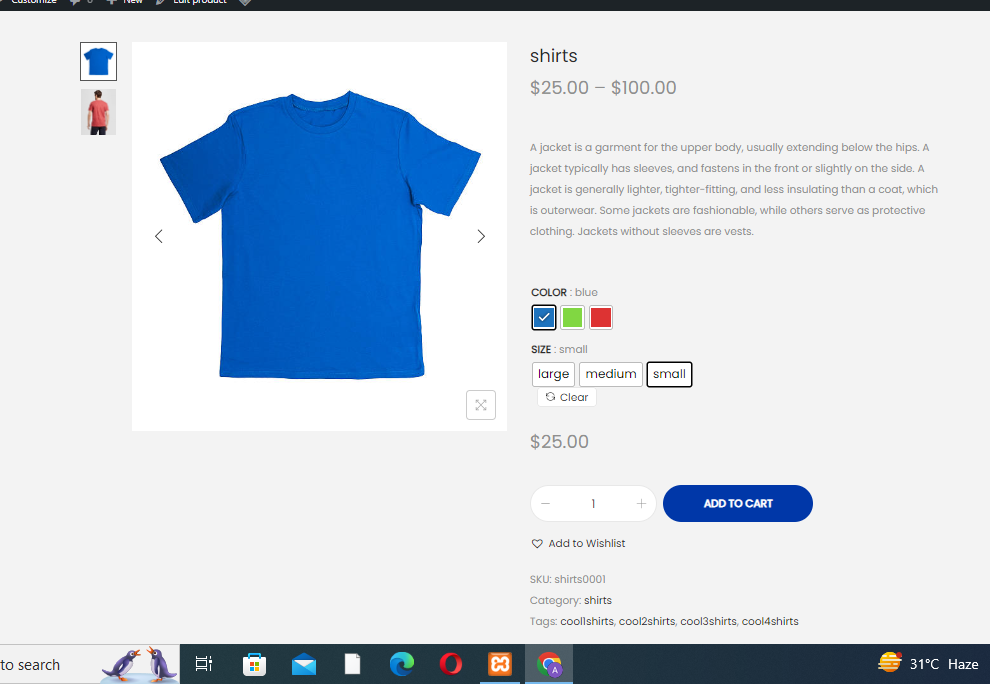 Customize 0 New Edit product
shirts
$25.00 – $100.00
A jacket is a garment for the upper body, usually extending below the hips. A
jacket typically has sleeves, and fastens in the front or slightly on the side. A
jacket is generally lighter, tighter-fitting, and less insulating than a coat, which
is outerwear. Some jackets are fashionable, while others serve as protective
clothing. Jackets without sleeves are vests.
COLOR : blue
SIZE : small
large medium small
Clear
$25.00
− 1 +
ADD TO CART
Add to Wishlist
SKU: shirts0001
Category: shirts
Tags: cool1shirts, cool2shirts, cool3shirts, cool4shirts
to search
A
31°C Haze